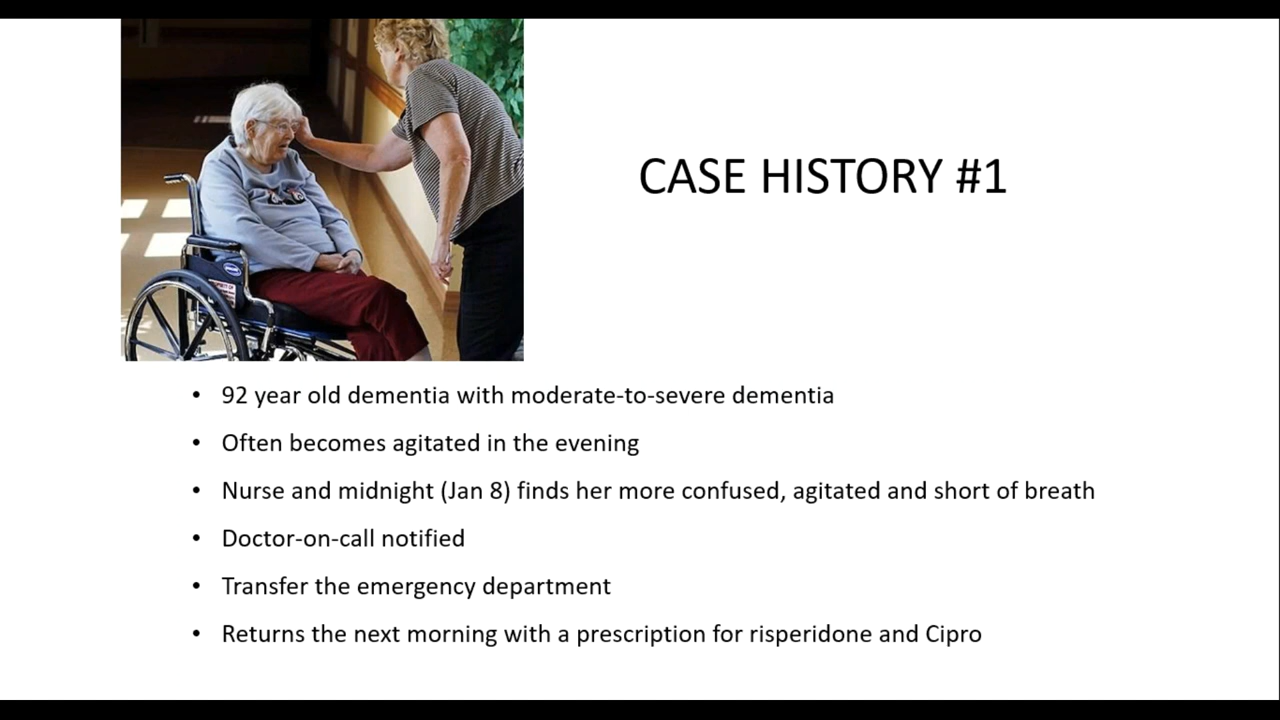 CASE HISTORY #1
• 92 year old dementia with moderate-to-severe dementia
• Often becomes agitated in the evening
• Nurse and midnight (Jan 8) finds her more confused, agitated and short of breath
• Doctor-on-call notified
• Transfer the emergency department
• Returns the next morning with a prescription for risperidone and Cipro